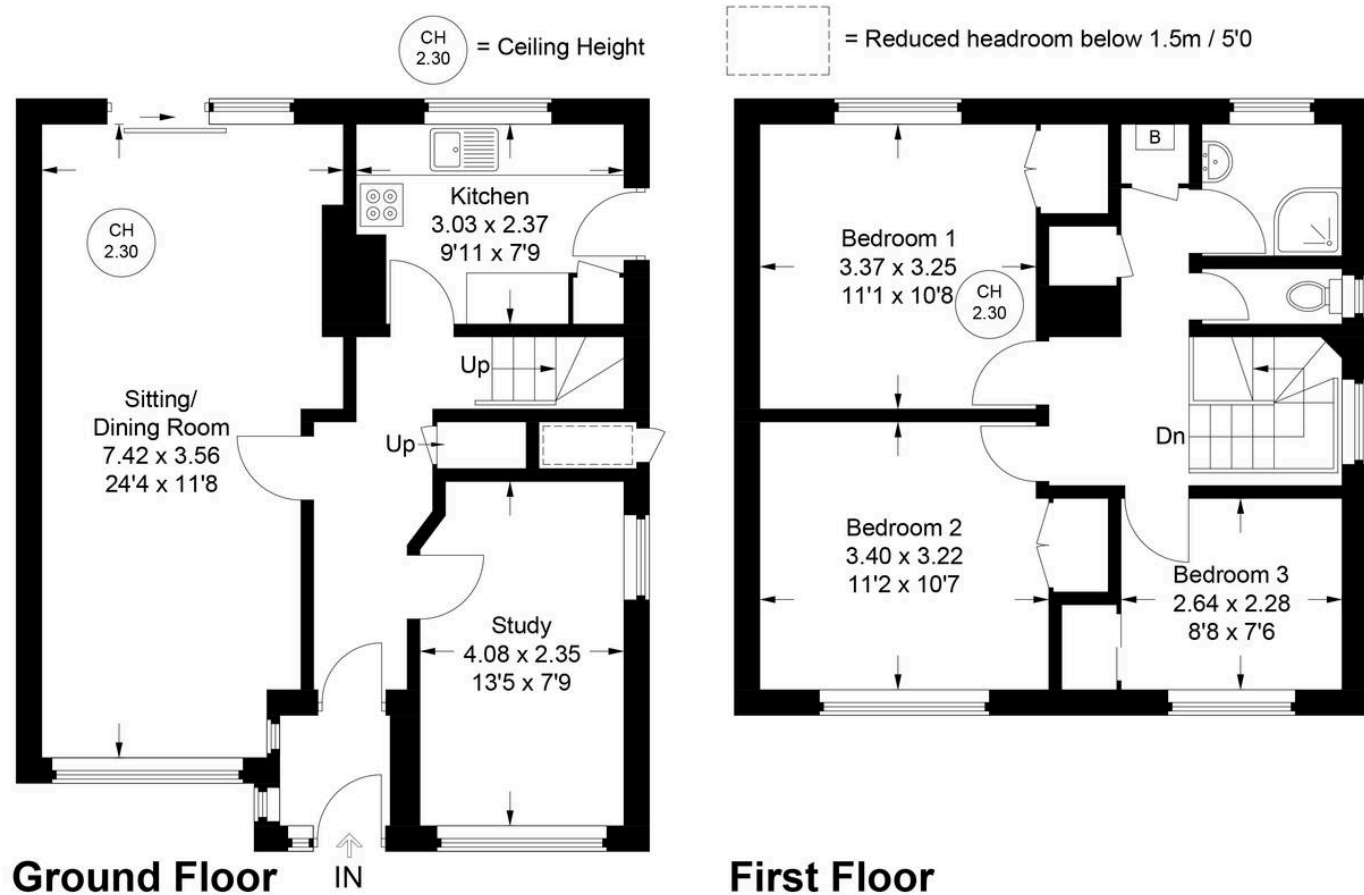 CH
2.30
= Ceiling Height
= Reduced headroom below 1.5m / 5'0
CH
2.30
Kitchen
3.03 x 2.37
9'11 x 7'9
Up
Sitting/
Dining Room
7.42 x 3.56
24'4 x 11'8
Up
Study
4.08 x 2.35
13'5 x 7'9
IN
Ground Floor
B
Bedroom 1
3.37 x 3.25
11'1 x 10'8
CH
2.30
Dn
Bedroom 2
3.40 x 3.22
11'2 x 10'7
Bedroom 3
2.64 x 2.28
8'8 x 7'6
First Floor